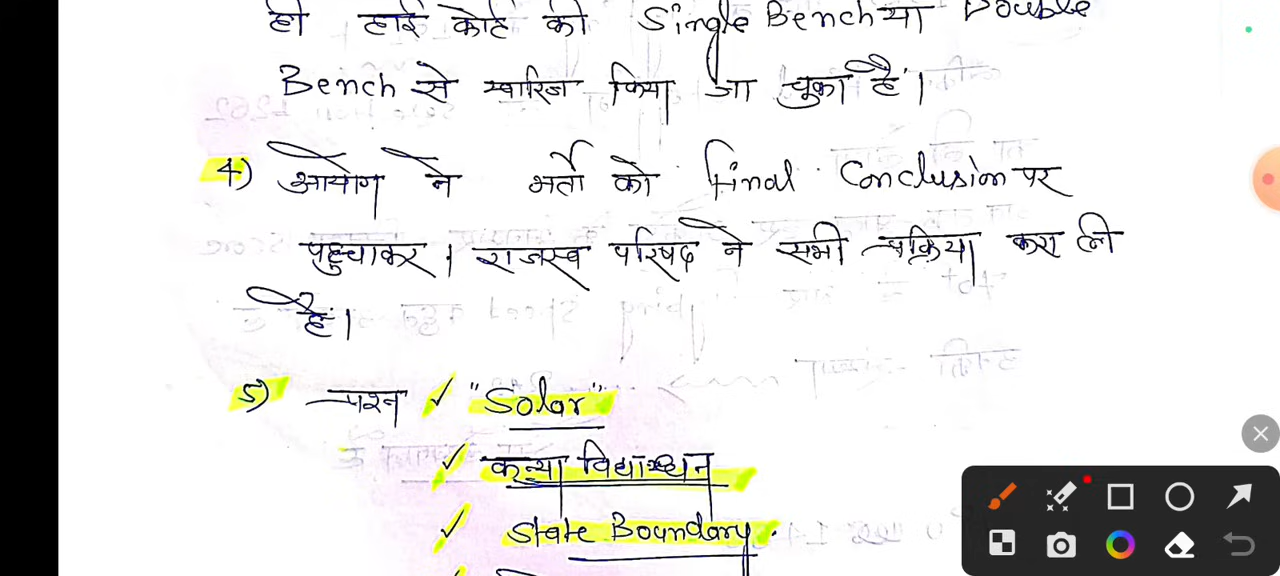 ही हाई कोर्ट की Single Bench या Double
Bench से खारिज किया जा चुका है।
4) आयोग ने भर्ती को Final Conclusion पर
पहुचाकर। राजस्व परिषद ने सभी प्रक्रिया करा ली
है।
5) प्रश्न ✓ "Solar"
✓ कन्या विद्याधन
✓ State Boundary.